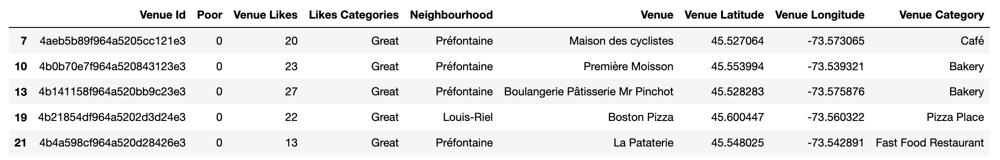 Venue Id Poor Venue Likes Likes Categories Neighbourhood Venue Venue Latitude Venue Longitude Venue Category
7 4aeb5b89f964a5205cc121e3 0 20 Great Préfontaine Maison des cyclistes 45.527064 -73.573065 Café
10 4b0b70e7f964a520843123e3 0 23 Great Préfontaine Première Moisson 45.553994 -73.539321 Bakery
13 4b141158f964a520bb9c23e3 0 27 Great Préfontaine Boulangerie Pâtisserie Mr Pinchot 45.528283 -73.575876 Bakery
19 4b21854df964a5202d3d24e3 0 22 Great Louis-Riel Boston Pizza 45.600447 -73.560322 Pizza Place
21 4b4a598cf964a520d28426e3 0 13 Great Préfontaine La Pataterie 45.548025 -73.542891 Fast Food Restaurant